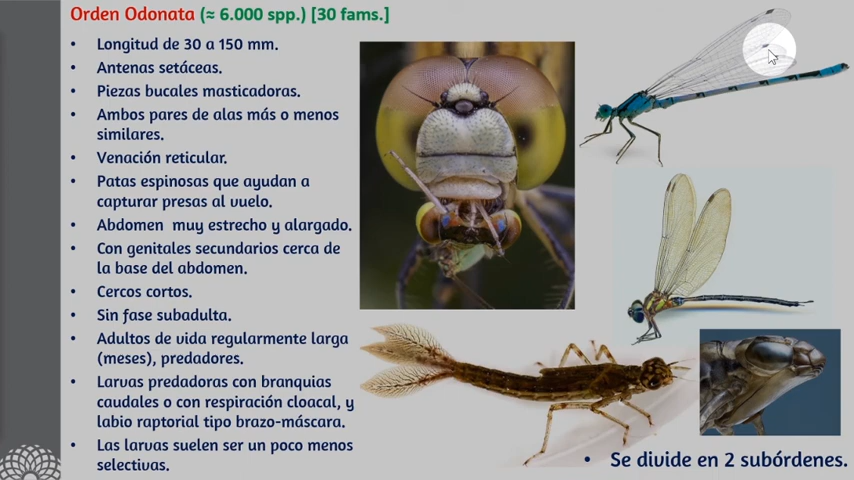 Orden Odonata (≈ 6.000 spp.) [30 fams.]
• Longitud de 30 a 150 mm.
• Antenas setáceas.
• Piezas bucales masticadoras.
• Ambos pares de alas más o menos
similares.
• Venación reticular.
• Patas espinosas que ayudan a
capturar presas al vuelo.
• Abdomen muy estrecho y alargado.
• Con genitales secundarios cerca de
la base del abdomen.
• Cercos cortos.
• Sin fase subadulta.
• Adultos de vida regularmente larga
(meses), predadores.
• Larvas predadoras con branquias
caudales o con respiración cloacal, y
labio raptorial tipo brazo-máscara.
• Las larvas suelen ser un poco menos
selectivas.
• Se divide en 2 subórdenes.